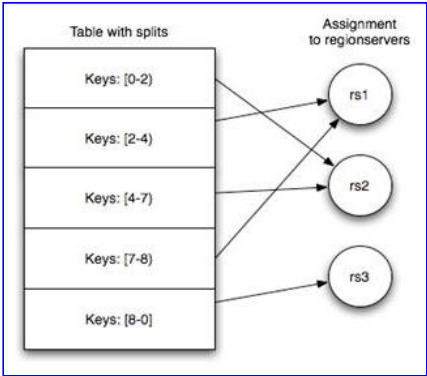 Table with splits
Assignment
to regionservers
Keys: [0-2)
Keys: [2-4)
Keys: [4-7)
Keys: [7-8)
Keys: [8-0]
rs1
rs2
rs3